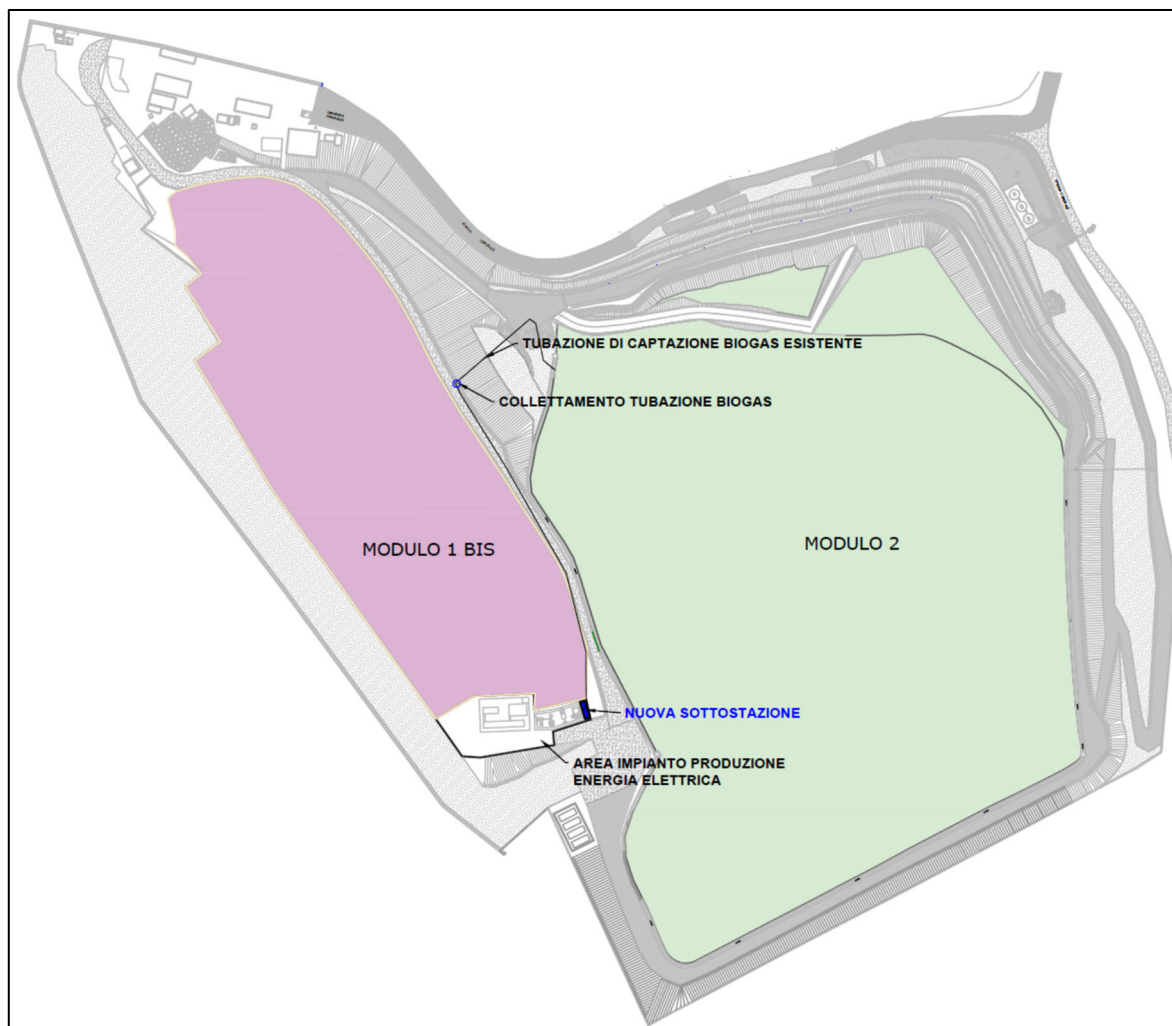 TUBAZIONE DI CAPTAZIONE BIOGAS ESISTENTE
COLLETTAMENTO TUBAZIONE BIOGAS
MODULO 1 BIS
MODULO 2
NUOVA SOTTOSTAZIONE
AREA IMPIANTO PRODUZIONE
ENERGIA ELETTRICA